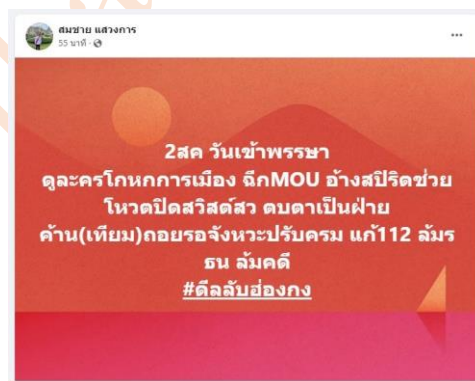 สมชาย แสวงการ
55 นาที ·
2สค วันเข้าพรรษา
ดูละครโกหกการเมือง ฉีกMOU อ้างสปิริตช่วย
โหวตปิดสวิสต์สว ตบตาเป็นฝ่าย
ค้าน(เทียม)ถอยรอจังหวะปรับครม แก้112 ล้มร
ธน ล้มคดี
#ดีลลับฮ่องกง